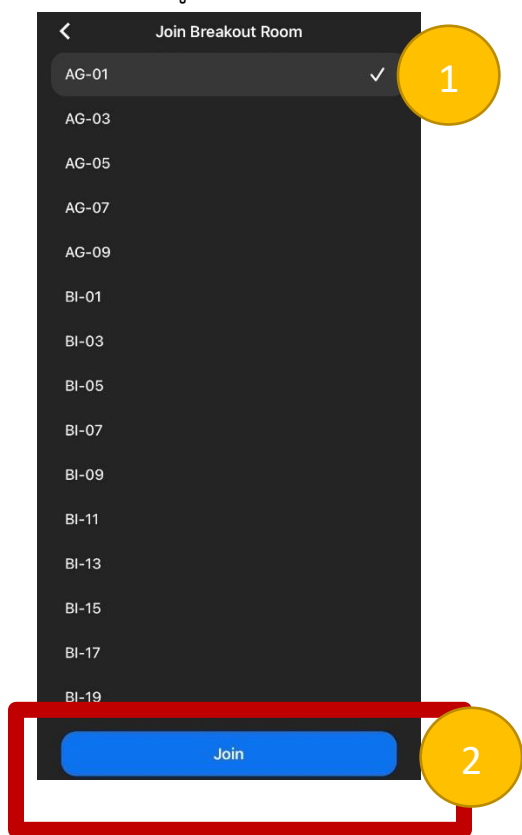 Join Breakout Room
AG-01
1
AG-03
AG-05
AG-07
AG-09
BI-01
BI-03
BI-05
BI-07
BI-09
BI-11
BI-13
BI-15
BI-17
BI-19
Join
2